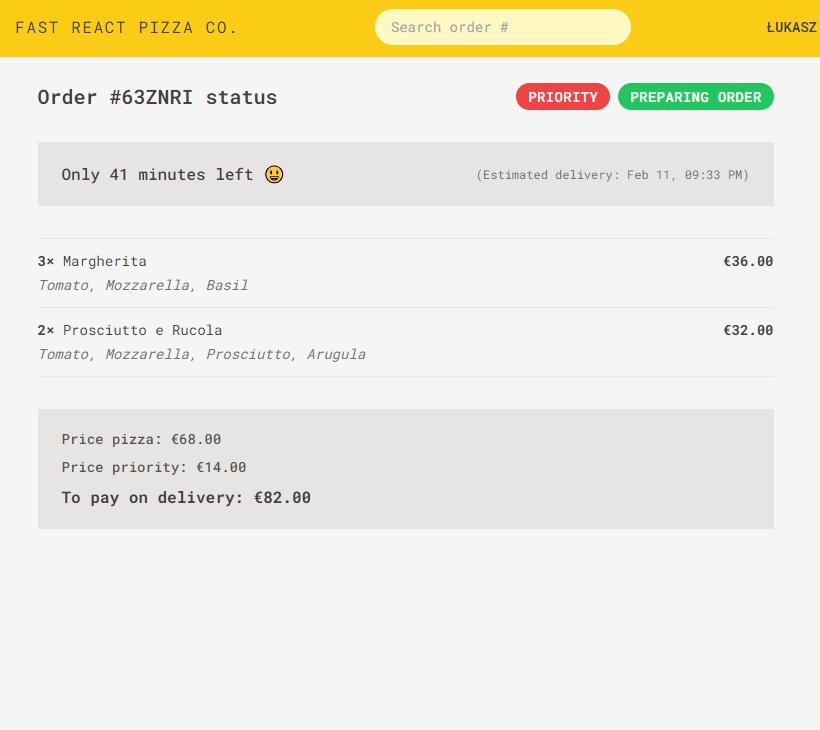 FAST REACT PIZZA CO.
Search order #
ŁUKASZ
Order #63ZNRI status
PRIORITY
PREPARING ORDER
Only 41 minutes left 😃
(Estimated delivery: Feb 11, 09:33 PM)
3× Margherita
€36.00
Tomato, Mozzarella, Basil
2× Prosciutto e Rucola
€32.00
Tomato, Mozzarella, Prosciutto, Arugula
Price pizza: €68.00
Price priority: €14.00
To pay on delivery: €82.00